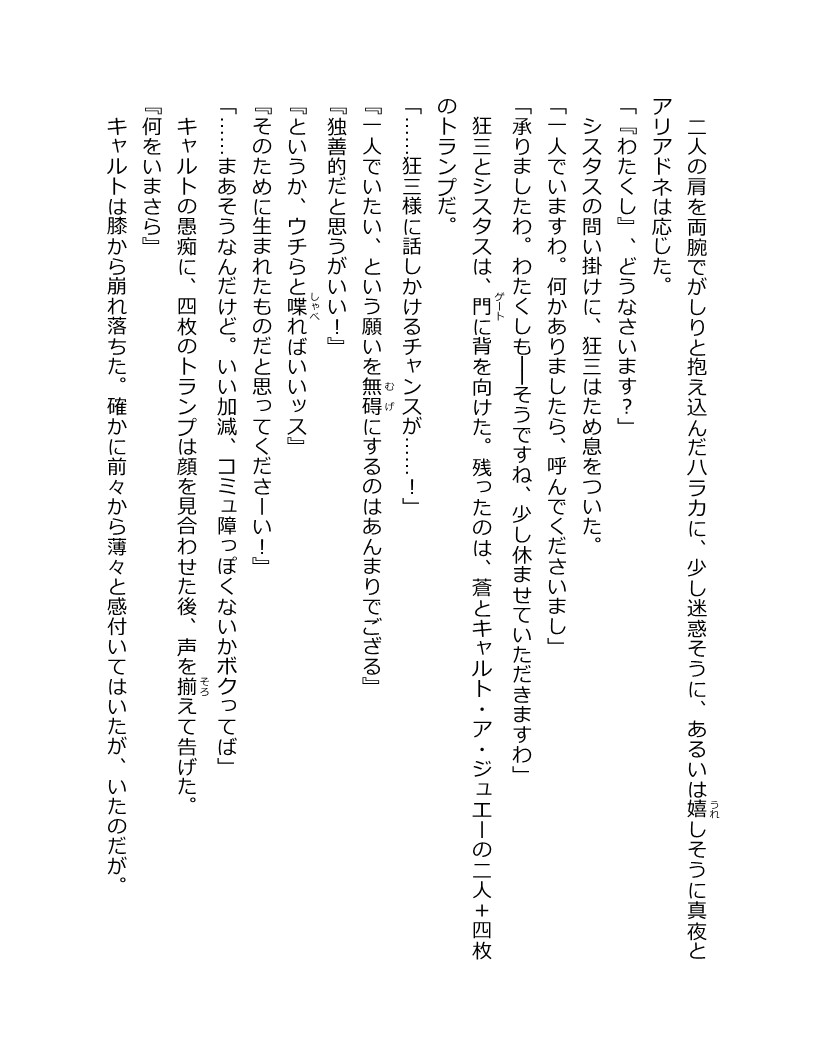 二人の肩を両腕でがしりと抱え込んだハラカに、少し迷惑そうに、あるいは嬉しそうに真夜と
アリアドネは応じた。
「『わたくし』、どうなさいます？」
　シスタスの問い掛けに、狂三はため息をついた。
「一人でいますわ。何かありましたら、呼んでくださいまし」
「承りましたわ。わたくしも──そうですね、少し休ませていただきますわ」
　狂三とシスタスは、門に背を向けた。残ったのは、蒼とキャルト・ア・ジュエーの二人＋四枚
のトランプだ。
「……狂三様に話しかけるチャンスが……！」
『一人でいたい、という願いを無碍にするのはあんまりでござる』
『独善的だと思うがいい！』
『というか、ウチらと喋ればいいッス』
『そのために生まれたものだと思ってくださーい！』
「……まあそうなんだけど。いい加減、コミュ障っぽくないかボクってば」
　キャルトの愚痴に、四枚のトランプは顔を見合わせた後、声を揃えて告げた。
『何をいまさら』
　キャルトは膝から崩れ落ちた。確かに前々から薄々と感付いてはいたが、いたのだが。